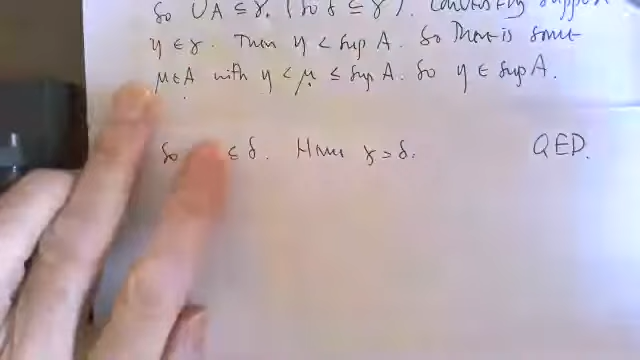 So ∪A ≤ γ. (So δ ≤ γ). Conversely suppose
η ∈ γ. Then η < sup A. So there is some
μ ∈ A with η < μ ≤ sup A. So η ∈ sup A.
So ≤ δ. Hence γ = δ. QED.